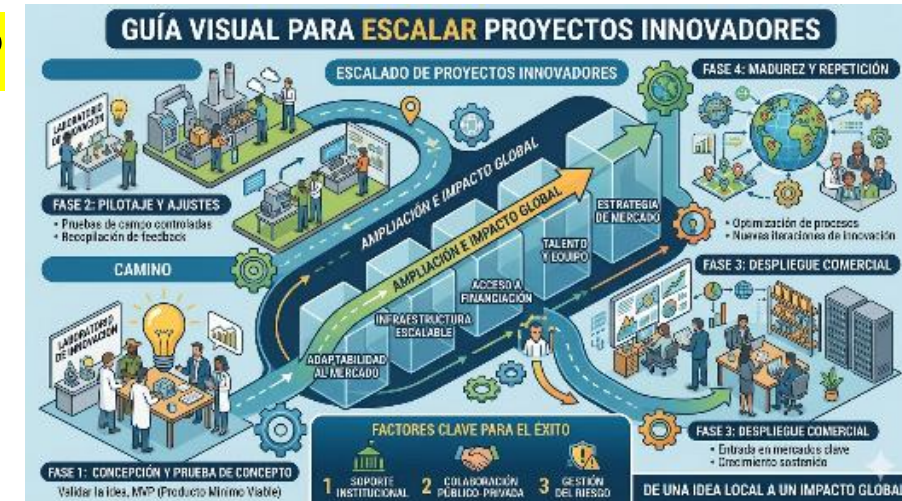 GUÍA VISUAL PARA ESCALAR PROYECTOS INNOVADORES
ESCALADO DE PROYECTOS INNOVADORES
LABORATORIO
DE INNOVACIÓN
FASE 2: PILOTAJE Y AJUSTES
• Pruebas de campo controladas
• Recopilación de feedback
CAMINO
LABORATORIO
DE INNOVACIÓN
FASE 1: CONCEPCIÓN Y PRUEBA DE CONCEPTO
Validar la idea, MVP (Producto Mínimo Viable)
AMPLIACIÓN E IMPACTO GLOBAL
AMPLIACIÓN E IMPACTO GLOBAL
ADAPTABILIDAD
AL MERCADO
INFRAESTRUCTURA
ESCALABLE
ACCESO A
FINANCIACIÓN
TALENTO
Y EQUIPO
ESTRATEGIA
DE MERCADO
FASE 4: MADUREZ Y REPETICIÓN
• Optimización de procesos
• Nuevas iteraciones de innovación
FASE 3: DESPLIEGUE COMERCIAL
FASE 3: DESPLIEGUE COMERCIAL
• Entrada en mercados clave
• Crecimiento sostenido
FACTORES CLAVE PARA EL ÉXITO
1 SOPORTE
INSTITUCIONAL
2 COLABORACIÓN
PÚBLICO-PRIVADA
3 GESTIÓN
DEL RIESGO
DE UNA IDEA LOCAL A UN IMPACTO GLOBAL